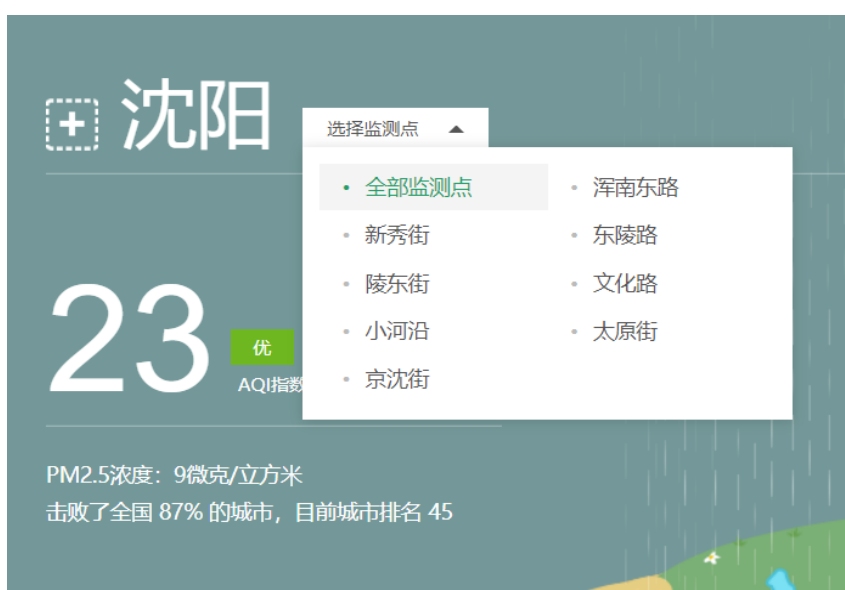 沈阳
选择监测点
全部监测点
浑南东路
新秀街
东陵路
陵东街
文化路
小河沿
太原街
京沈街
23
优
AQI指数
PM2.5浓度：9微克/立方米
击败了全国 87% 的城市，目前城市排名 45